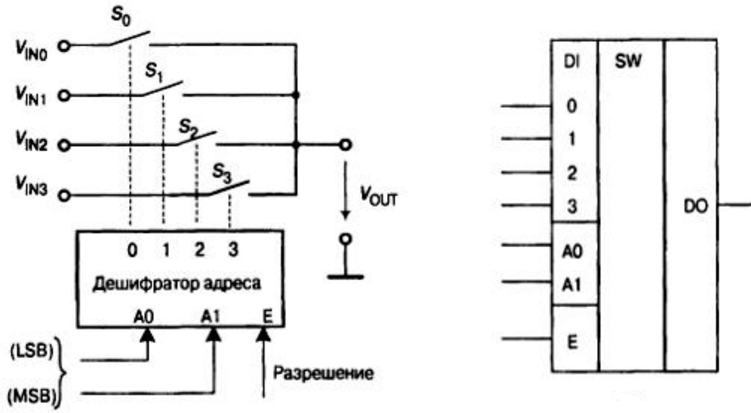 S0
VIN0
S1
VIN1
S2
VIN2
S3
VIN3
VOUT
0 1 2 3
Дешифратор адреса
A0 A1 E
(LSB)
(MSB)
Разрешение
DI SW
0
1
2
3 DO
A0
A1
E